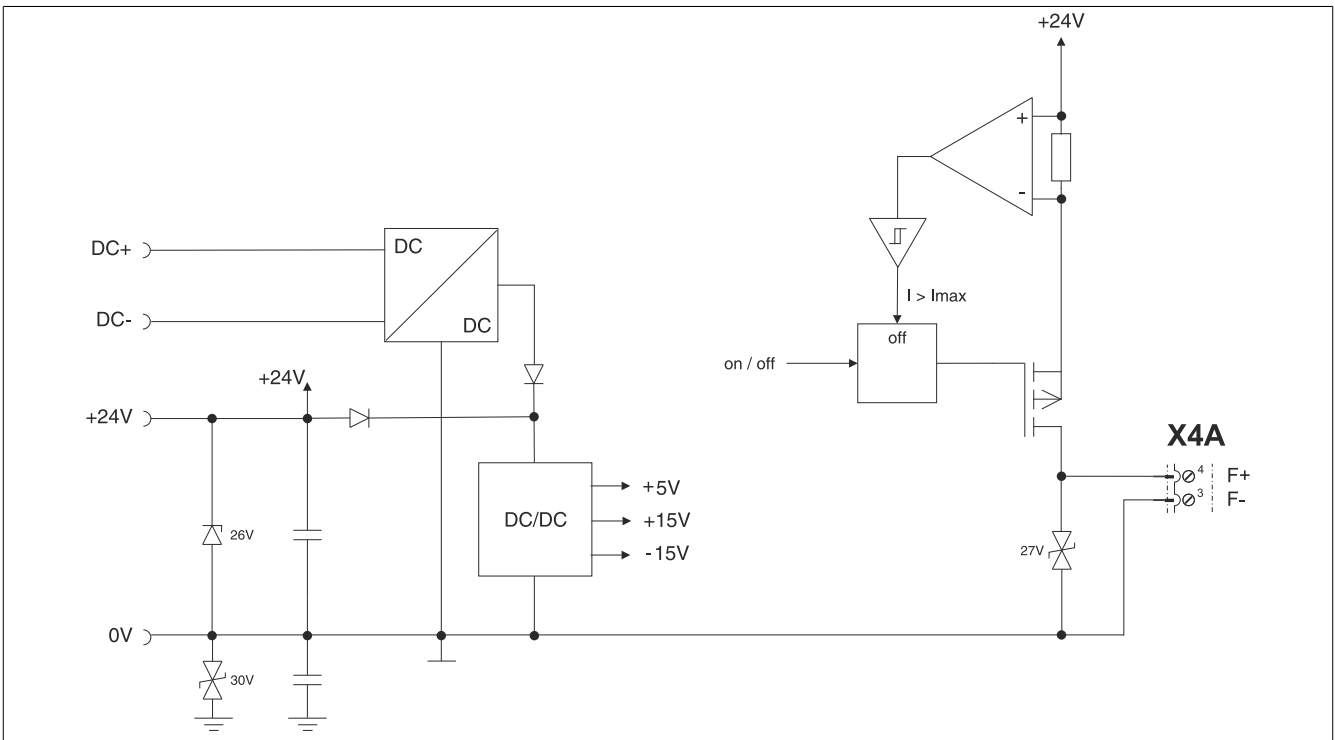 +24V
+
-
DC+
DC
DC-
DC
I > Imax
off
on / off
+24V
+24V
X4A
4
F+
3
F-
+5V
DC/DC
+15V
-15V
26V
27V
0V
30V